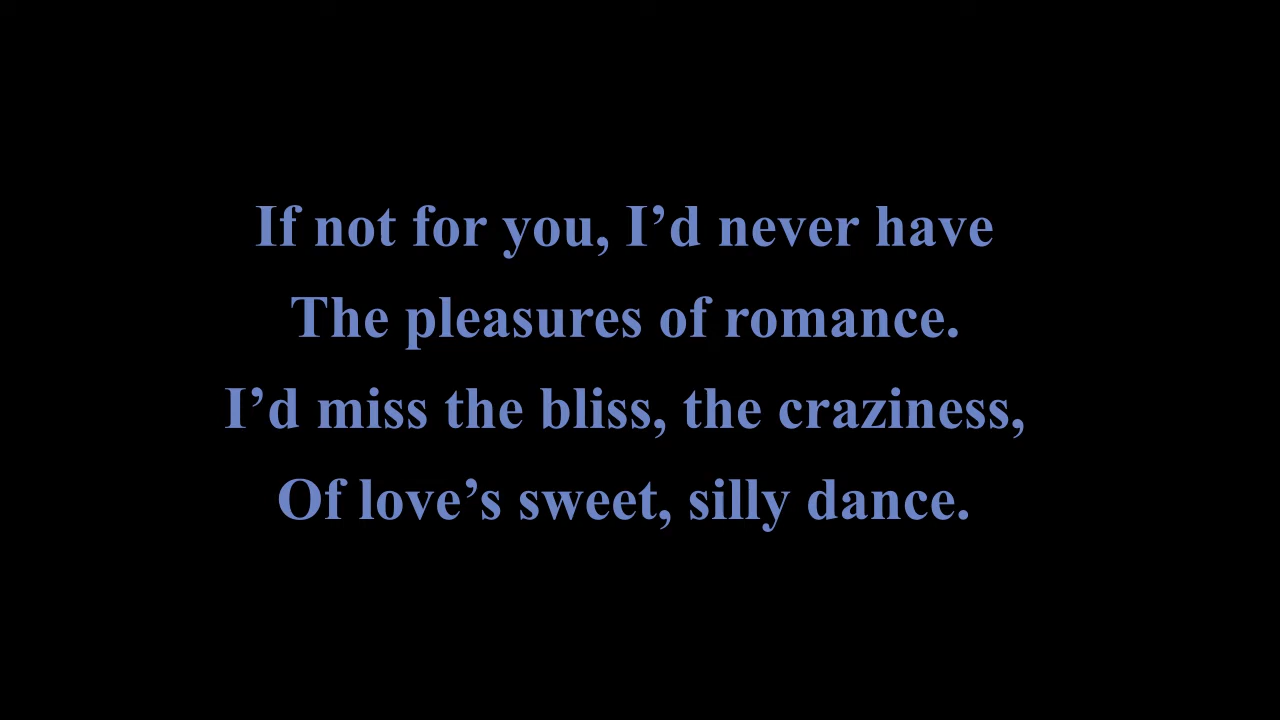 If not for you, I’d never have
The pleasures of romance.
I’d miss the bliss, the craziness,
Of love’s sweet, silly dance.